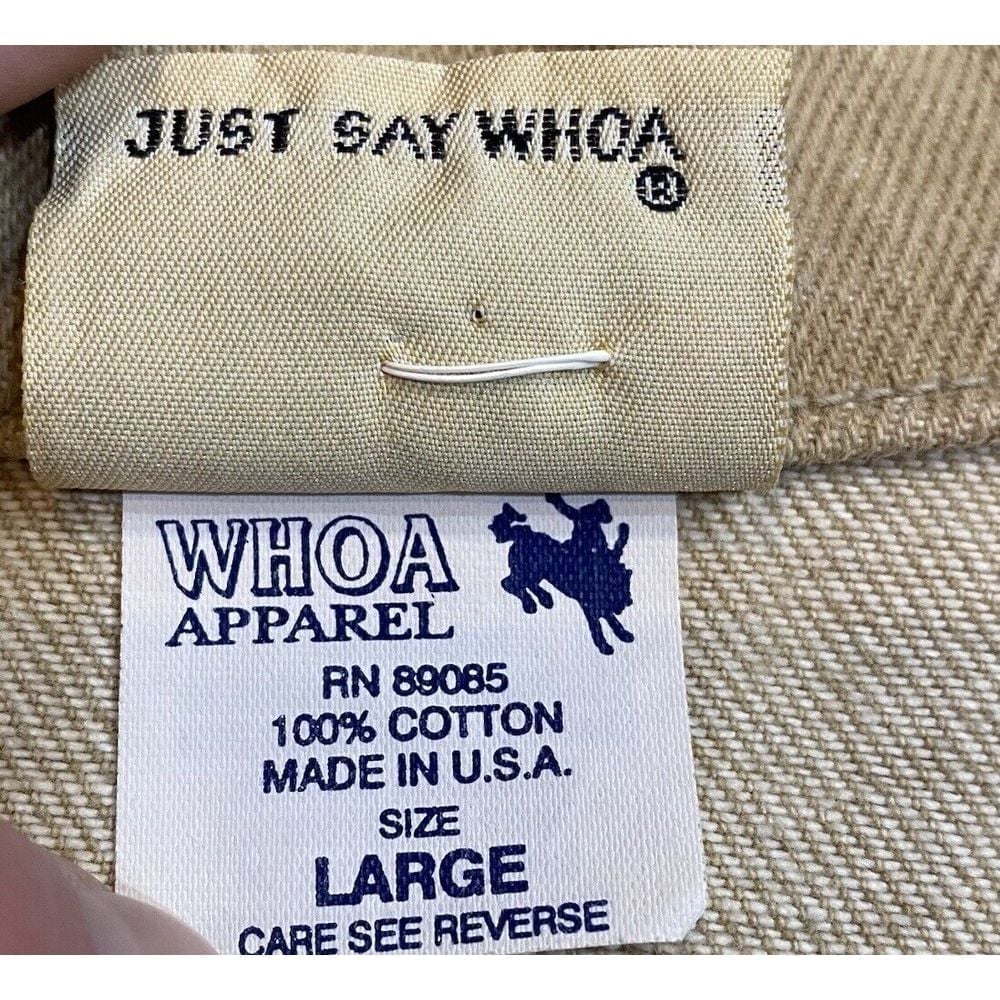 JUST SAY WHOA
®
WHOA
APPAREL
RN 89085
100% COTTON
MADE IN U.S.A.
SIZE
LARGE
CARE SEE REVERSE